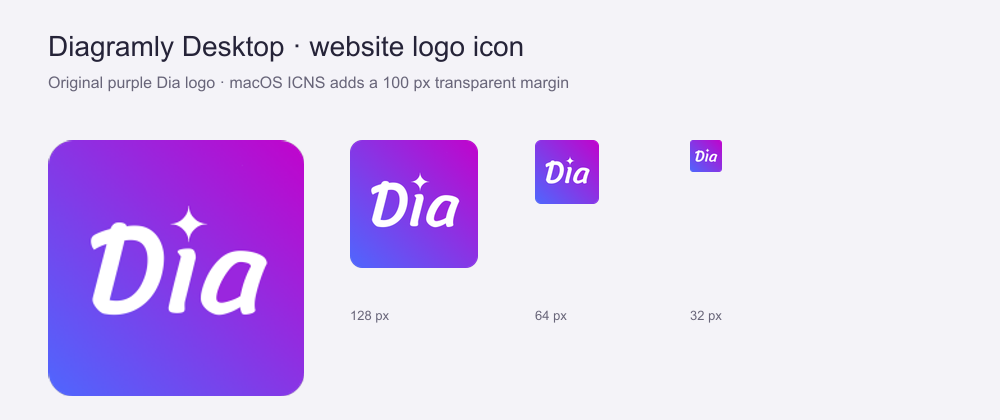 Diagramly Desktop · website logo icon
Original purple Dia logo · macOS ICNS adds a 100 px transparent margin
Dia
Dia
Dia
Dia
128 px
64 px
32 px